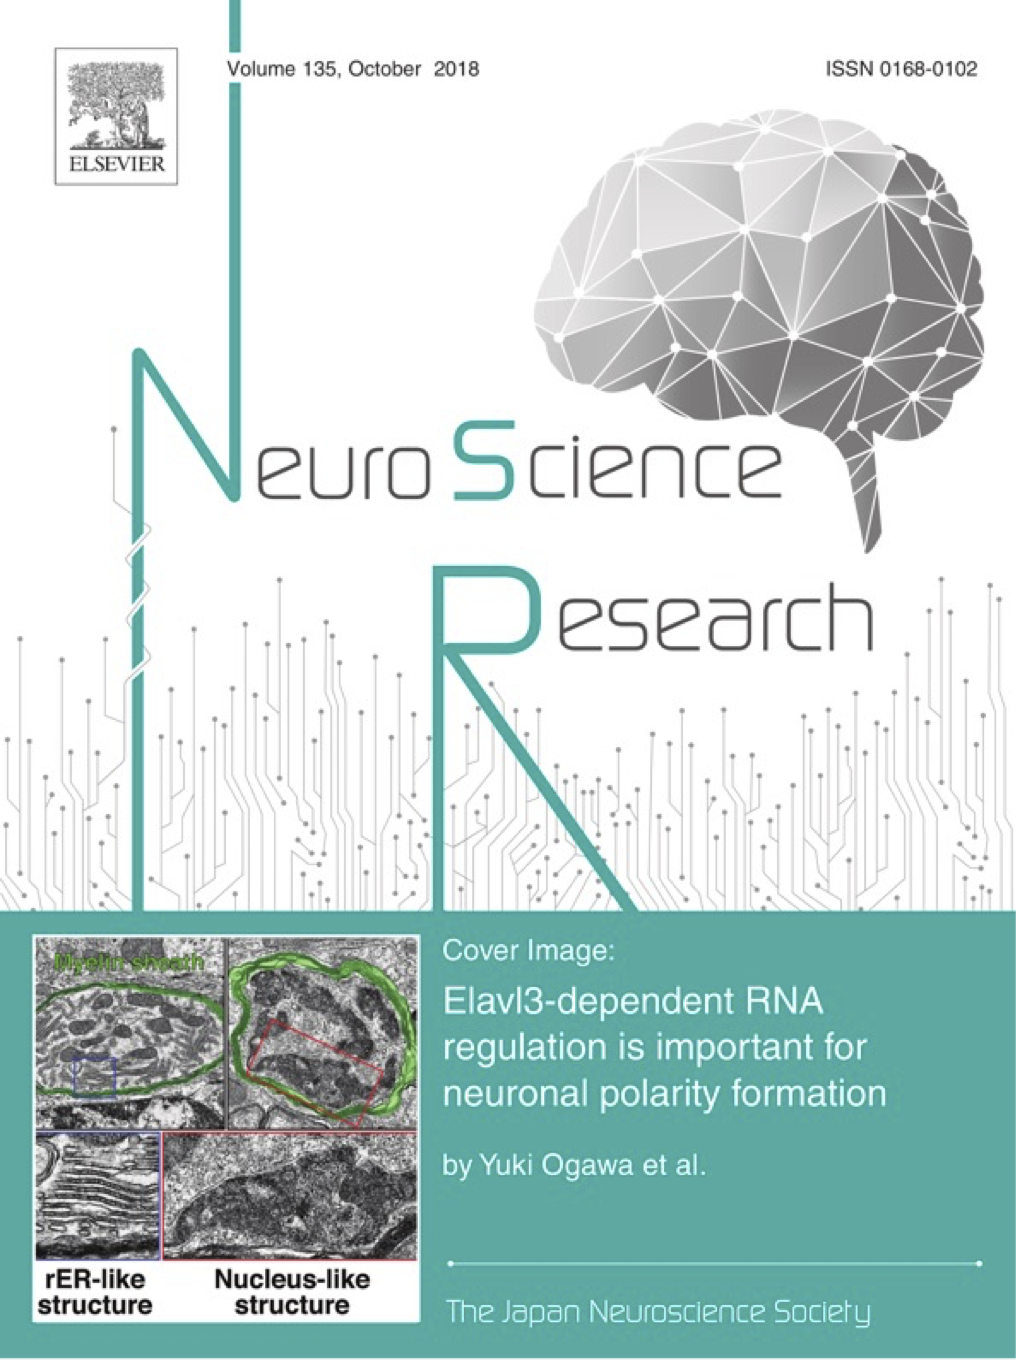 Volume 135, October 2018
ISSN 0168-0102
ELSEVIER
NeuroScience
Research
Cover Image:
Elavl3-dependent RNA
regulation is important for
neuronal polarity formation
by Yuki Ogawa et al.
Myelin sheath
rER-like
structure
Nucleus-like
structure
The Japan Neuroscience Society